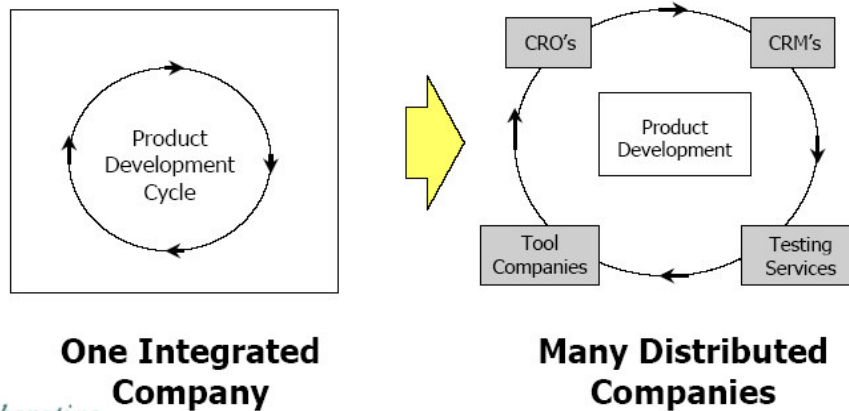 Product
Development
Cycle
CRO's
CRM's
Product
Development
Tool
Companies
Testing
Services
One Integrated
Company
Many Distributed
Companies